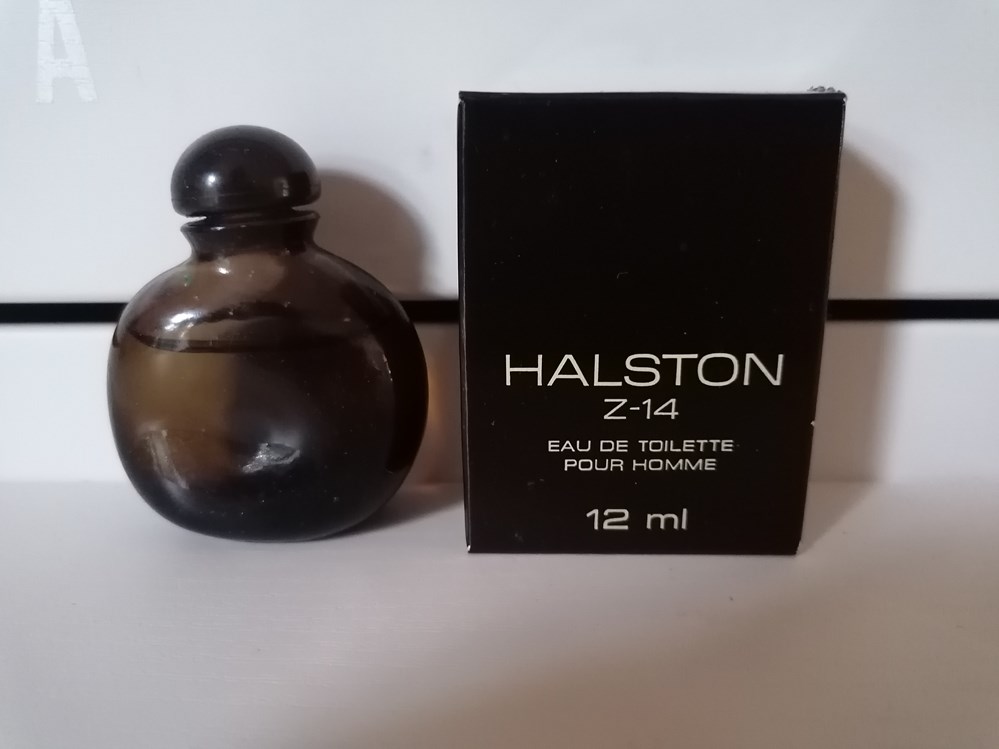 A
HALSTON
Z-14
EAU DE TOILETTE
POUR HOMME
12 ml